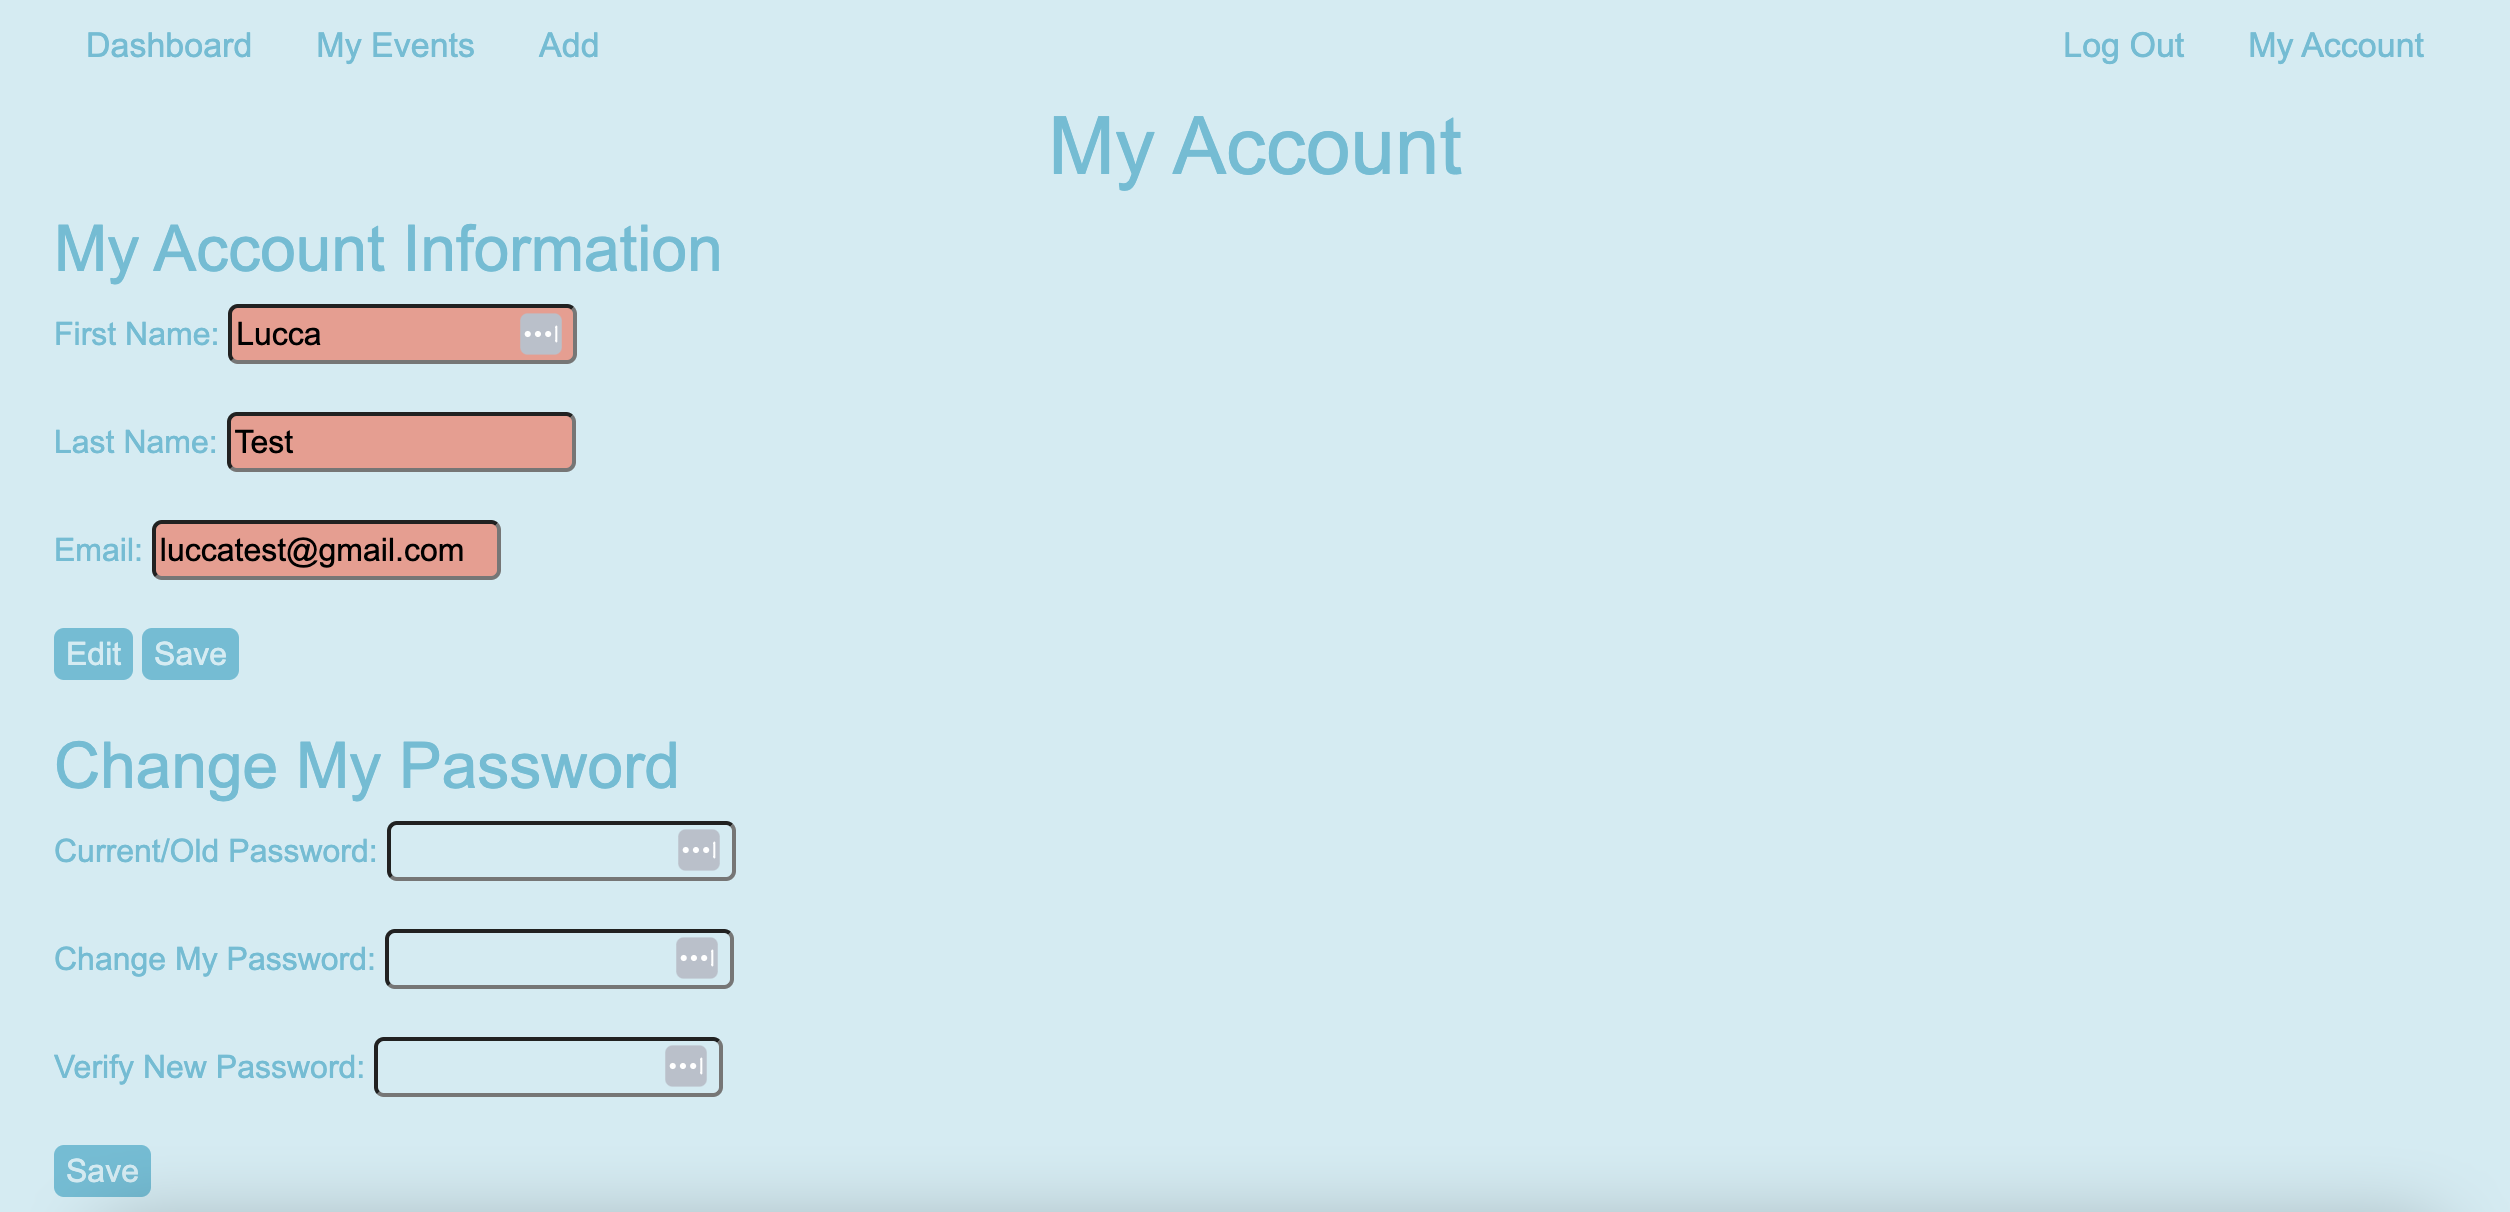 Dashboard My Events Add Log Out My Account
My Account
My Account Information
First Name: Lucca
Last Name: Test
Email: luccatest@gmail.com
Edit Save
Change My Password
Current/Old Password:
Change My Password:
Verify New Password:
Save